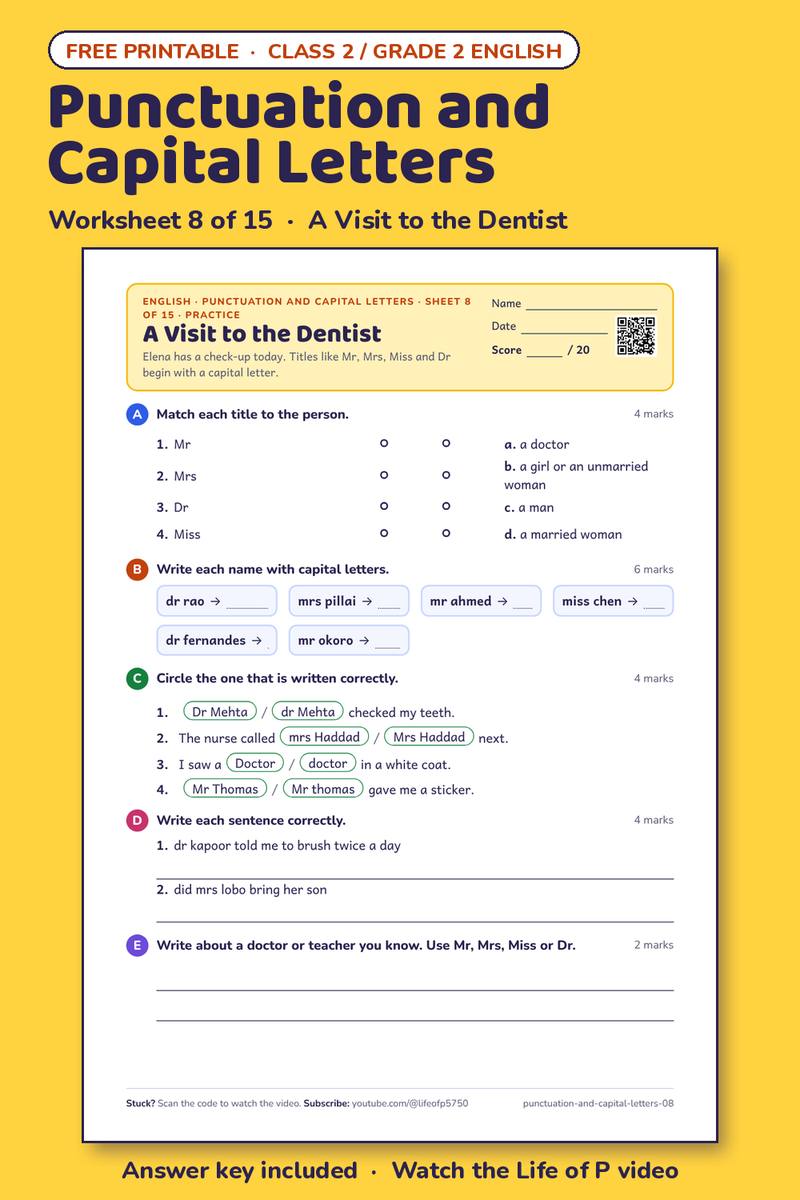 FREE PRINTABLE · CLASS 2 / GRADE 2 ENGLISH
Punctuation and
Capital Letters
Worksheet 8 of 15 · A Visit to the Dentist
ENGLISH · PUNCTUATION AND CAPITAL LETTERS · SHEET 8
OF 15 · PRACTICE
A Visit to the Dentist
Elena has a check-up today. Titles like Mr, Mrs, Miss and Dr
begin with a capital letter.
Name
Date
Score / 20
A Match each title to the person. 4 marks
1. Mr a. a doctor
2. Mrs b. a girl or an unmarried
woman
3. Dr c. a man
4. Miss d. a married woman
B Write each name with capital letters. 6 marks
dr rao → mrs pillai → mr ahmed → miss chen →
dr fernandes → mr okoro →
C Circle the one that is written correctly. 4 marks
1. Dr Mehta / dr Mehta checked my teeth.
2. The nurse called mrs Haddad / Mrs Haddad next.
3. I saw a Doctor / doctor in a white coat.
4. Mr Thomas / Mr thomas gave me a sticker.
D Write each sentence correctly. 4 marks
1. dr kapoor told me to brush twice a day
2. did mrs lobo bring her son
E Write about a doctor or teacher you know. Use Mr, Mrs, Miss or Dr. 2 marks
Stuck? Scan the code to watch the video. Subscribe: youtube.com/@lifeofp5750 punctuation-and-capital-letters-08
Answer key included · Watch the Life of P video